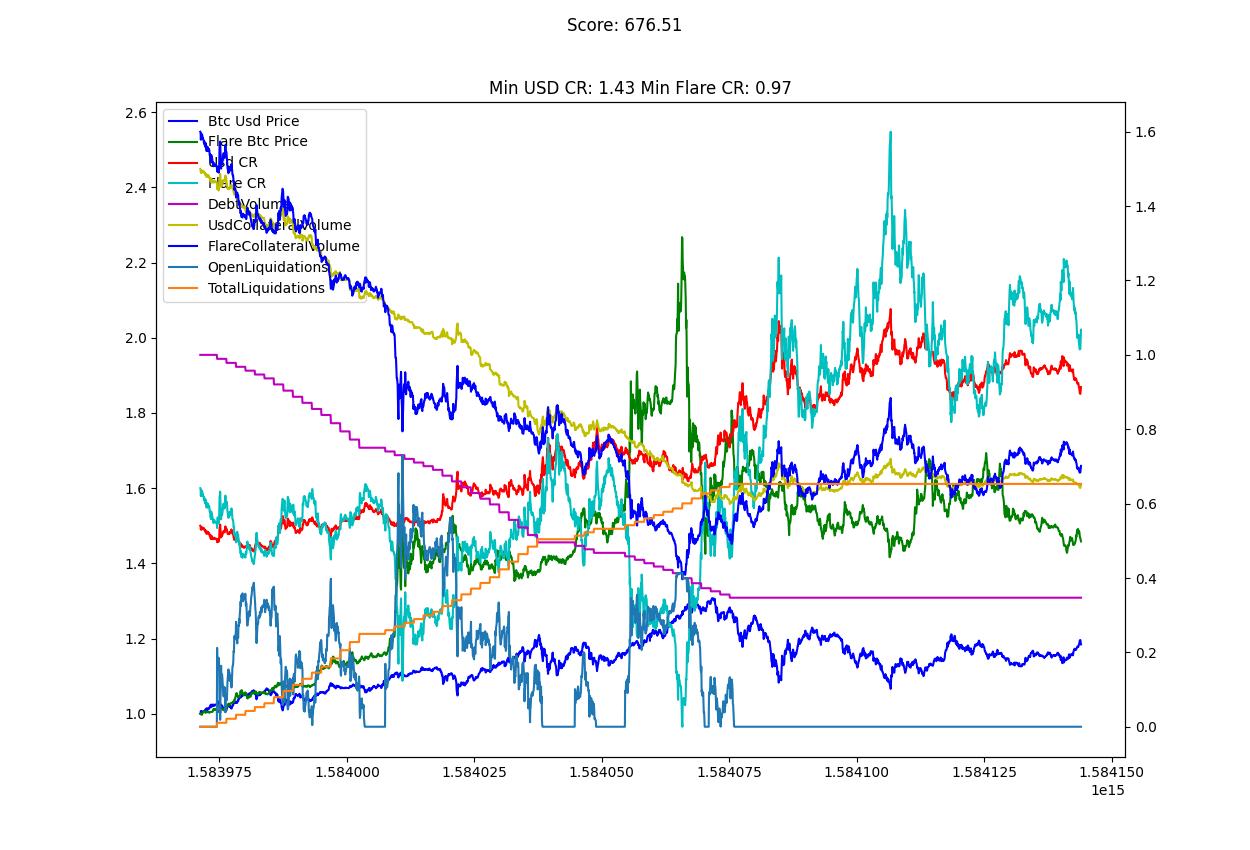 Score: 676.51
Min USD CR: 1.43 Min Flare CR: 0.97
2.6
2.4
2.2
2.0
1.8
1.6
1.4
1.2
1.0
Btc Usd Price
Flare Btc Price
Usd CR
Flare CR
DebtVolume
UsdCollateralVolume
FlareCollateralVolume
OpenLiquidations
TotalLiquidations
1.6
1.4
1.2
1.0
0.8
0.6
0.4
0.2
0.0
1.583975 1.584000 1.584025 1.584050 1.584075 1.584100 1.584125 1.584150
1e15